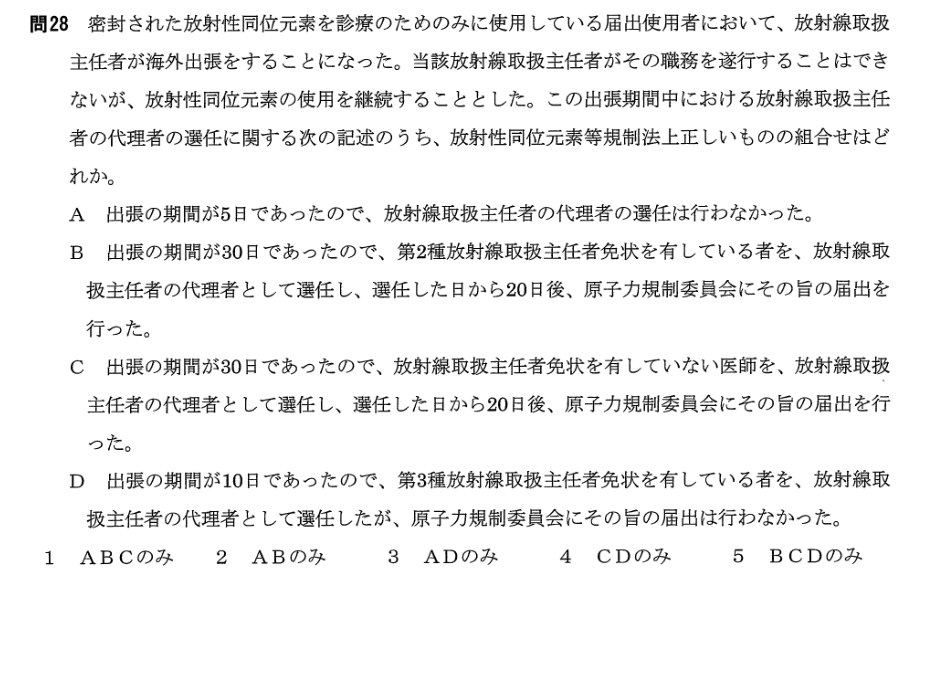 問28 密封された放射性同位元素を診療のためのみに使用している届出使用者において、放射線取扱
主任者が海外出張をすることになった。当該放射線取扱主任者がその職務を遂行することはでき
ないが、放射性同位元素の使用を継続することとした。この出張期間中における放射線取扱主任
者の代理者の選任に関する次の記述のうち、放射性同位元素等規制法上正しいものの組合せはど
れか。
A 出張の期間が5日であったので、放射線取扱主任者の代理者の選任は行わなかった。
B 出張の期間が30日であったので、第2種放射線取扱主任者免状を有している者を、放射線取
扱主任者の代理者として選任し、選任した日から20日後、原子力規制委員会にその旨の届出を
行った。
C 出張の期間が30日であったので、放射線取扱主任者免状を有していない医師を、放射線取扱
主任者の代理者として選任し、選任した日から20日後、原子力規制委員会にその旨の届出を行
った。
D 出張の期間が10日であったので、第3種放射線取扱主任者免状を有している者を、放射線取
扱主任者の代理者として選任したが、原子力規制委員会にその旨の届出は行わなかった。
1 ABCのみ 2 ABのみ 3 ADのみ 4 CDのみ 5 BCDのみ